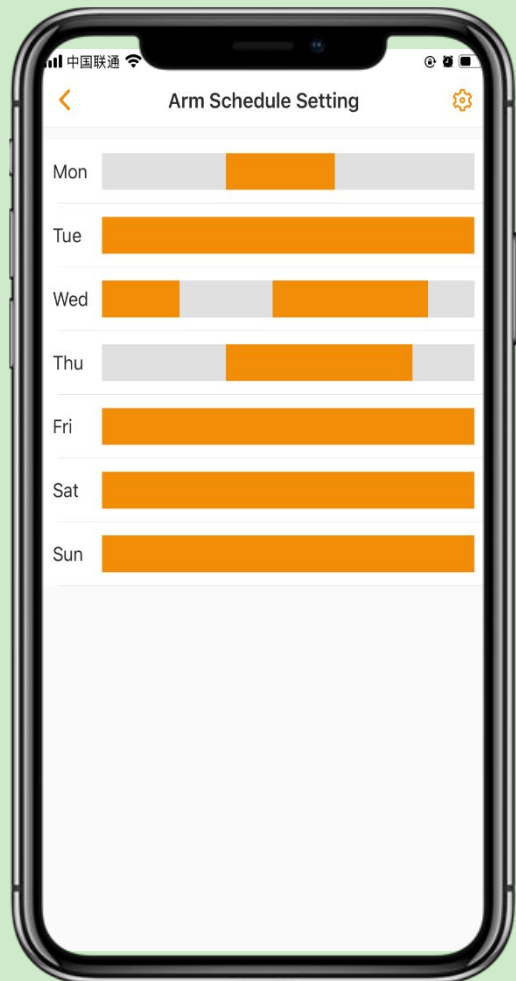 中国联通
Arm Schedule Setting
Mon
Tue
Wed
Thu
Fri
Sat
Sun